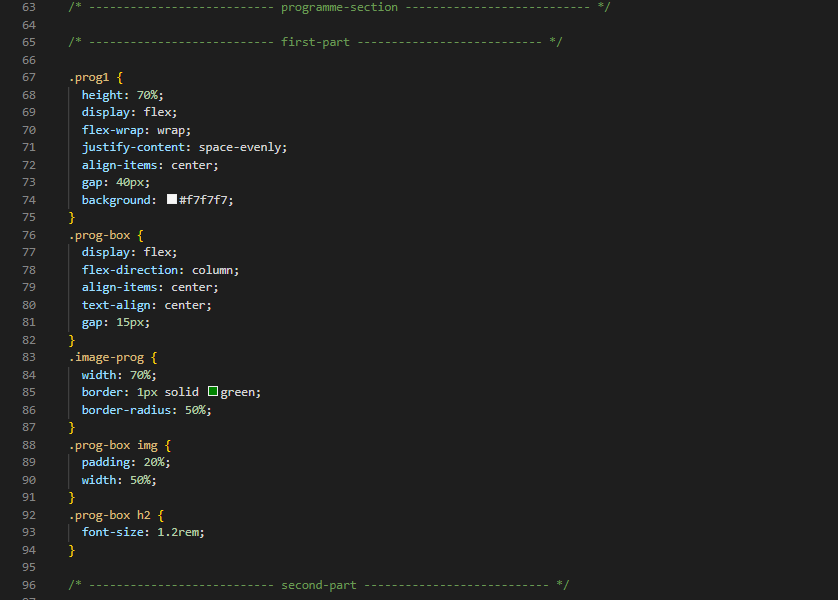 63 /* --------------------------- programme-section --------------------------- */
64
65 /* --------------------------- first-part --------------------------- */
66
67 .prog1 {
68 height: 70%;
69 display: flex;
70 flex-wrap: wrap;
71 justify-content: space-evenly;
72 align-items: center;
73 gap: 40px;
74 background: #f7f7f7;
75 }
76 .prog-box {
77 display: flex;
78 flex-direction: column;
79 align-items: center;
80 text-align: center;
81 gap: 15px;
82 }
83 .image-prog {
84 width: 70%;
85 border: 1px solid green;
86 border-radius: 50%;
87 }
88 .prog-box img {
89 padding: 20%;
90 width: 50%;
91 }
92 .prog-box h2 {
93 font-size: 1.2rem;
94 }
95
96 /* --------------------------- second-part --------------------------- */